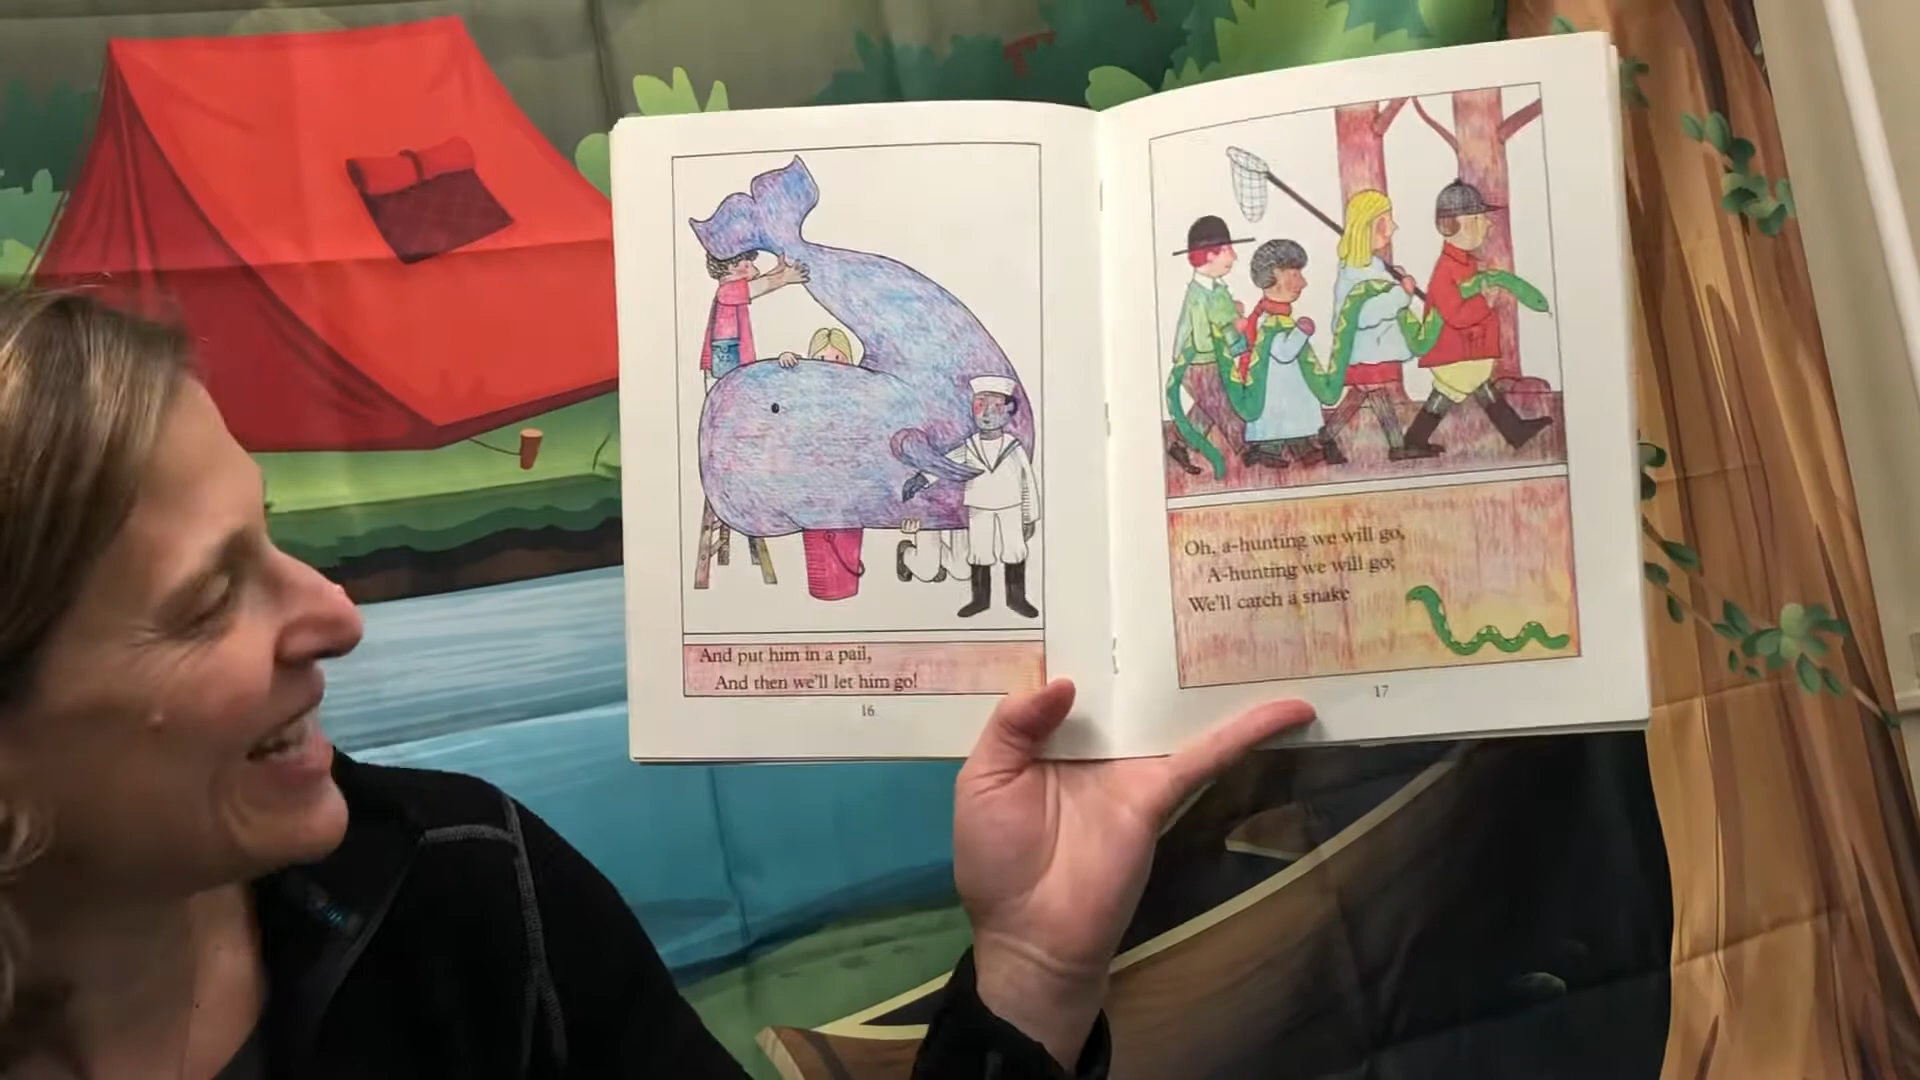 And put him in a pail,
And then we'll let him go!
16
Oh, a-hunting we will go,
A-hunting we will go;
We'll catch a snake
17